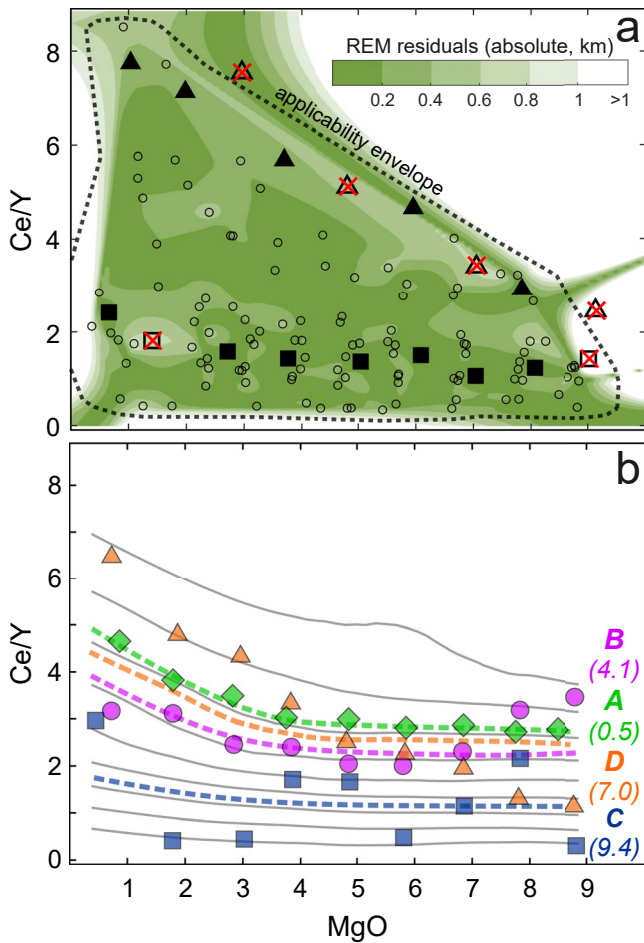 a
REM residuals (absolute, km)
0.2 0.4 0.6 0.8 1 >1
applicability envelope
Ce/Y
8
6
4
2
0
b
Ce/Y
8
6
4
2
0
B
(4.1)
A
(0.5)
D
(7.0)
C
(9.4)
1 2 3 4 5 6 7 8 9
MgO